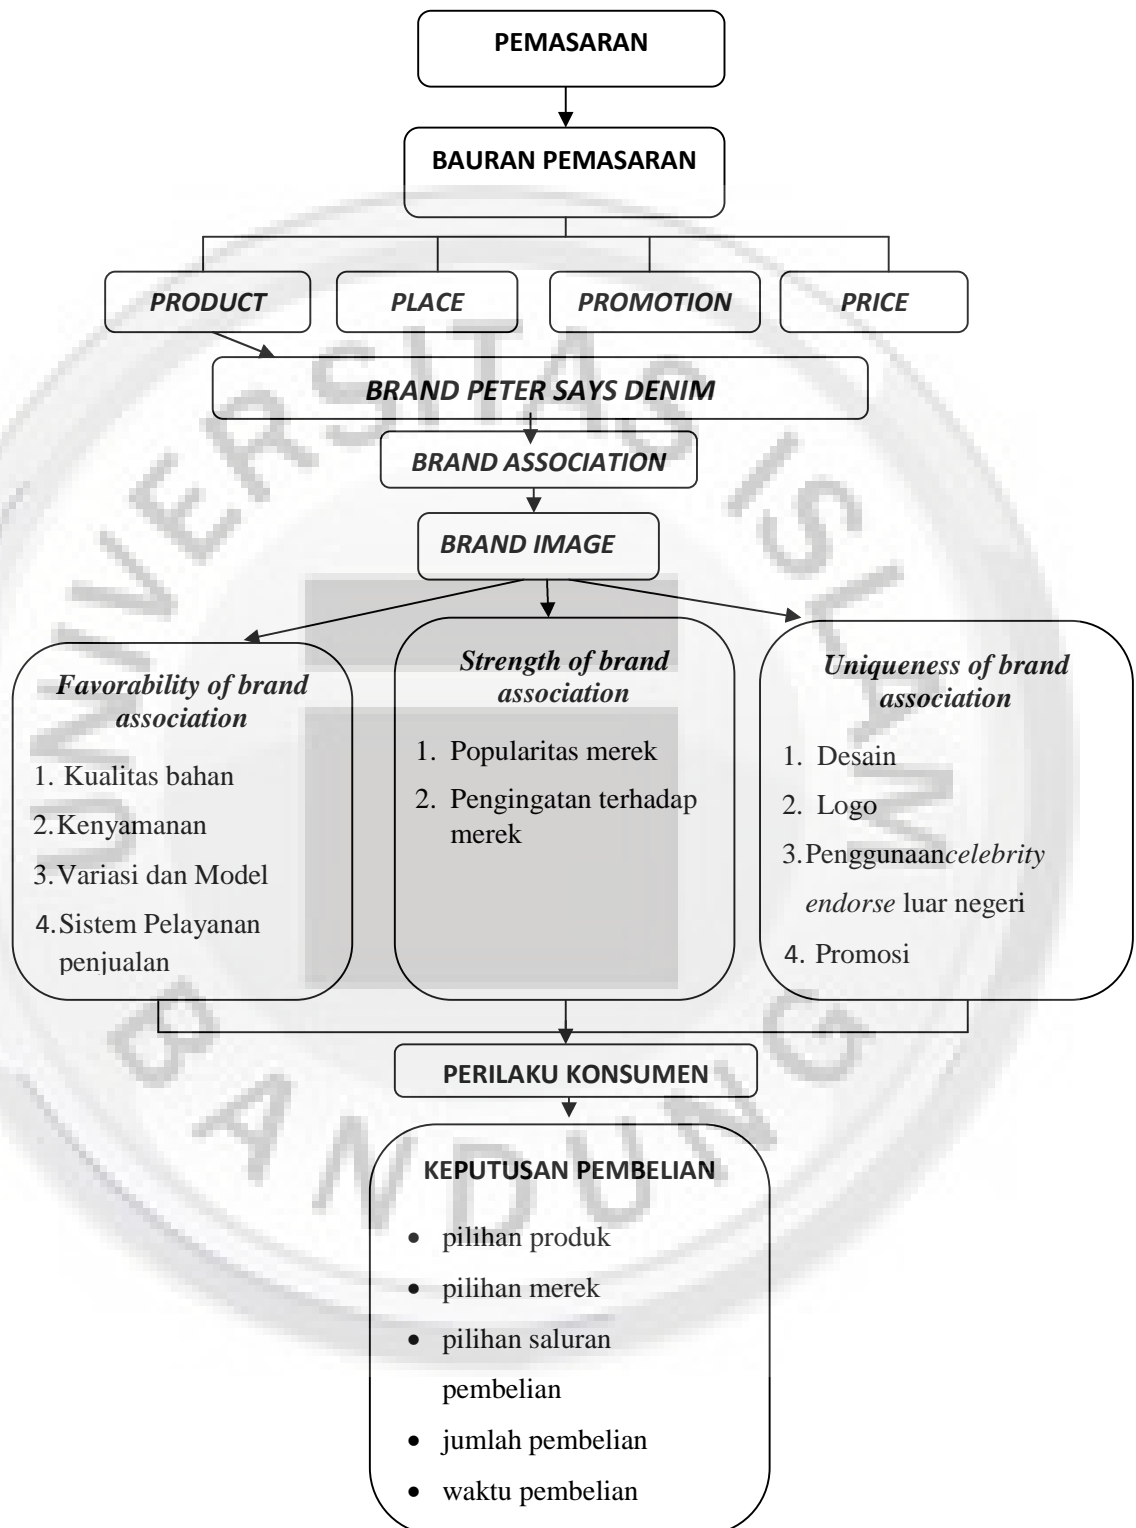 PEMASARAN
BAURAN PEMASARAN
PRODUCT
PLACE
PROMOTION
PRICE
BRAND PETER SAYS DENIM
BRAND ASSOCIATION
BRAND IMAGE
Favorability of brand
association
1. Kualitas bahan
2.Kenyamanan
3.Variasi dan Model
4.Sistem Pelayanan
penjualan
Strength of brand
association
1. Popularitas merek
2. Pengingatan terhadap
merek
Uniqueness of brand
association
1. Desain
2. Logo
3.Penggunaancelebrity
endorse luar negeri
4. Promosi
PERILAKU KONSUMEN
KEPUTUSAN PEMBELIAN
• pilihan produk
• pilihan merek
• pilihan saluran
pembelian
• jumlah pembelian
• waktu pembelian
UNIVERSITAS ISLAM
BANDUNG